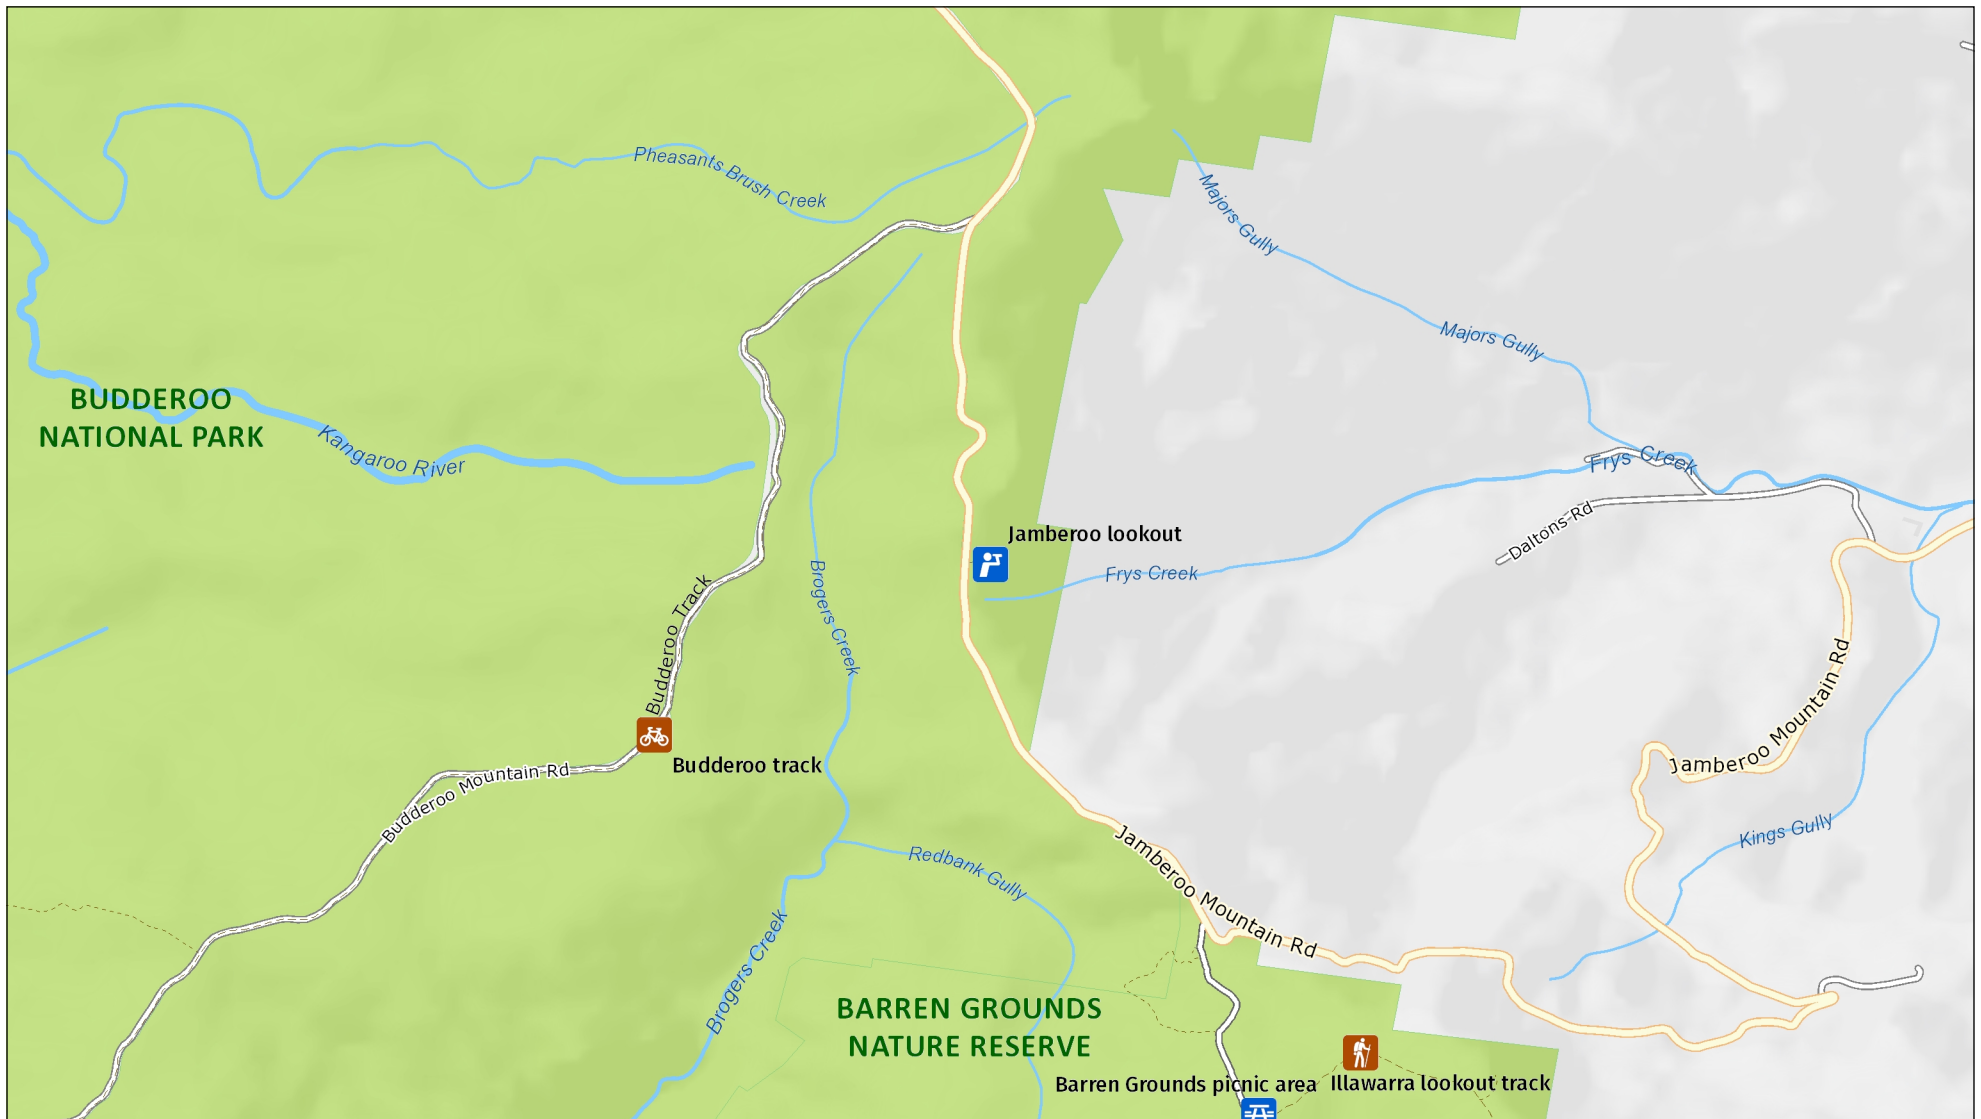 Pheasants Brush Creek
Majors Gully
Majors Gully
BUDDEROO
NATIONAL PARK
Kangaroo River
Frys Creek
Daltons Rd
Jamberoo lookout
Frys Creek
Brogers Creek
Budderoo Track
Jamberoo Mountain Rd
Budderoo track
Budderoo Mountain Rd
Kings Gully
Redbank Gully
Jamberoo Mountain Rd
Brogers Creek
BARREN GROUNDS
NATURE RESERVE
Barren Grounds picnic area
Illawarra lookout track